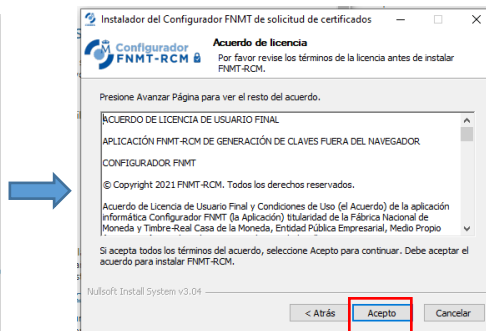 Instalador del Configurador FNMT de solicitud de certificados
Configurador
FNMT-RCM
Acuerdo de licencia
Por favor revise los términos de la licencia antes de instalar
FNMT-RCM.
Presione Avanzar Página para ver el resto del acuerdo.
ACUERDO DE LICENCIA DE USUARIO FINAL
APLICACIÓN FNMT-RCM DE GENERACIÓN DE CLAVES FUERA DEL NAVEGADOR
CONFIGURADOR FNMT
© Copyright 2021 FNMT-RCM. Todos los derechos reservados.
Acuerdo de Licencia de Usuario Final y Condiciones de Uso (el Acuerdo) de la aplicación
informática Configurador FNMT (la Aplicación) titularidad de la Fábrica Nacional de
Moneda y Timbre-Real Casa de la Moneda, Entidad Pública Empresarial, Medio Propio
Si acepta todos los términos del acuerdo, seleccione Acepto para continuar. Debe aceptar el
acuerdo para instalar FNMT-RCM.
Nullsoft Install System v3.04
< Atrás
Acepto
Cancelar